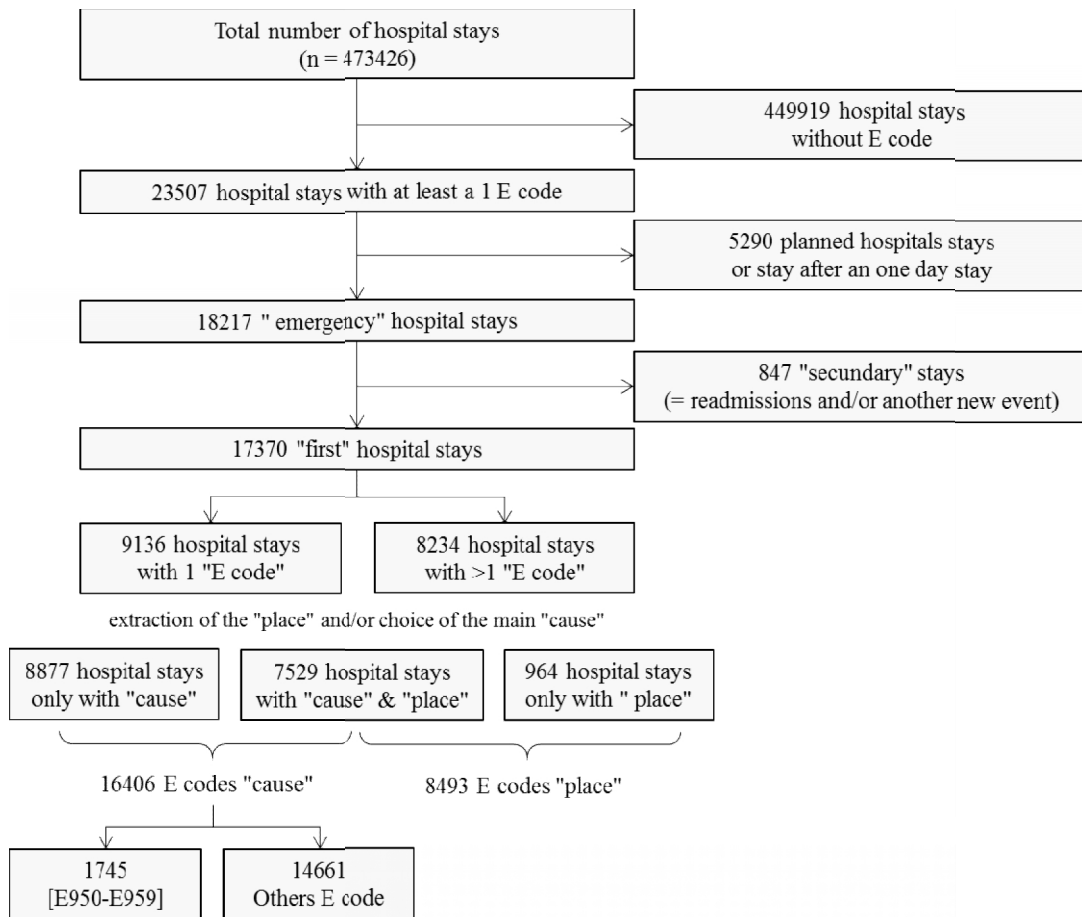 Total number of hospital stays
(n = 473426)
449919 hospital stays
without E code
23507 hospital stays with at least a 1 E code
5290 planned hospitals stays
or stay after an one day stay
18217 " emergency" hospital stays
847 "secundary" stays
(= readmissions and/or another new event)
17370 "first" hospital stays
9136 hospital stays
with 1 "E code"
8234 hospital stays
with >1 "E code"
extraction of the "place" and/or choice of the main "cause"
8877 hospital stays
only with "cause"
7529 hospital stays
with "cause" & "place"
964 hospital stays
only with " place"
16406 E codes "cause"
8493 E codes "place"
1745
[E950-E959]
14661
Others E code